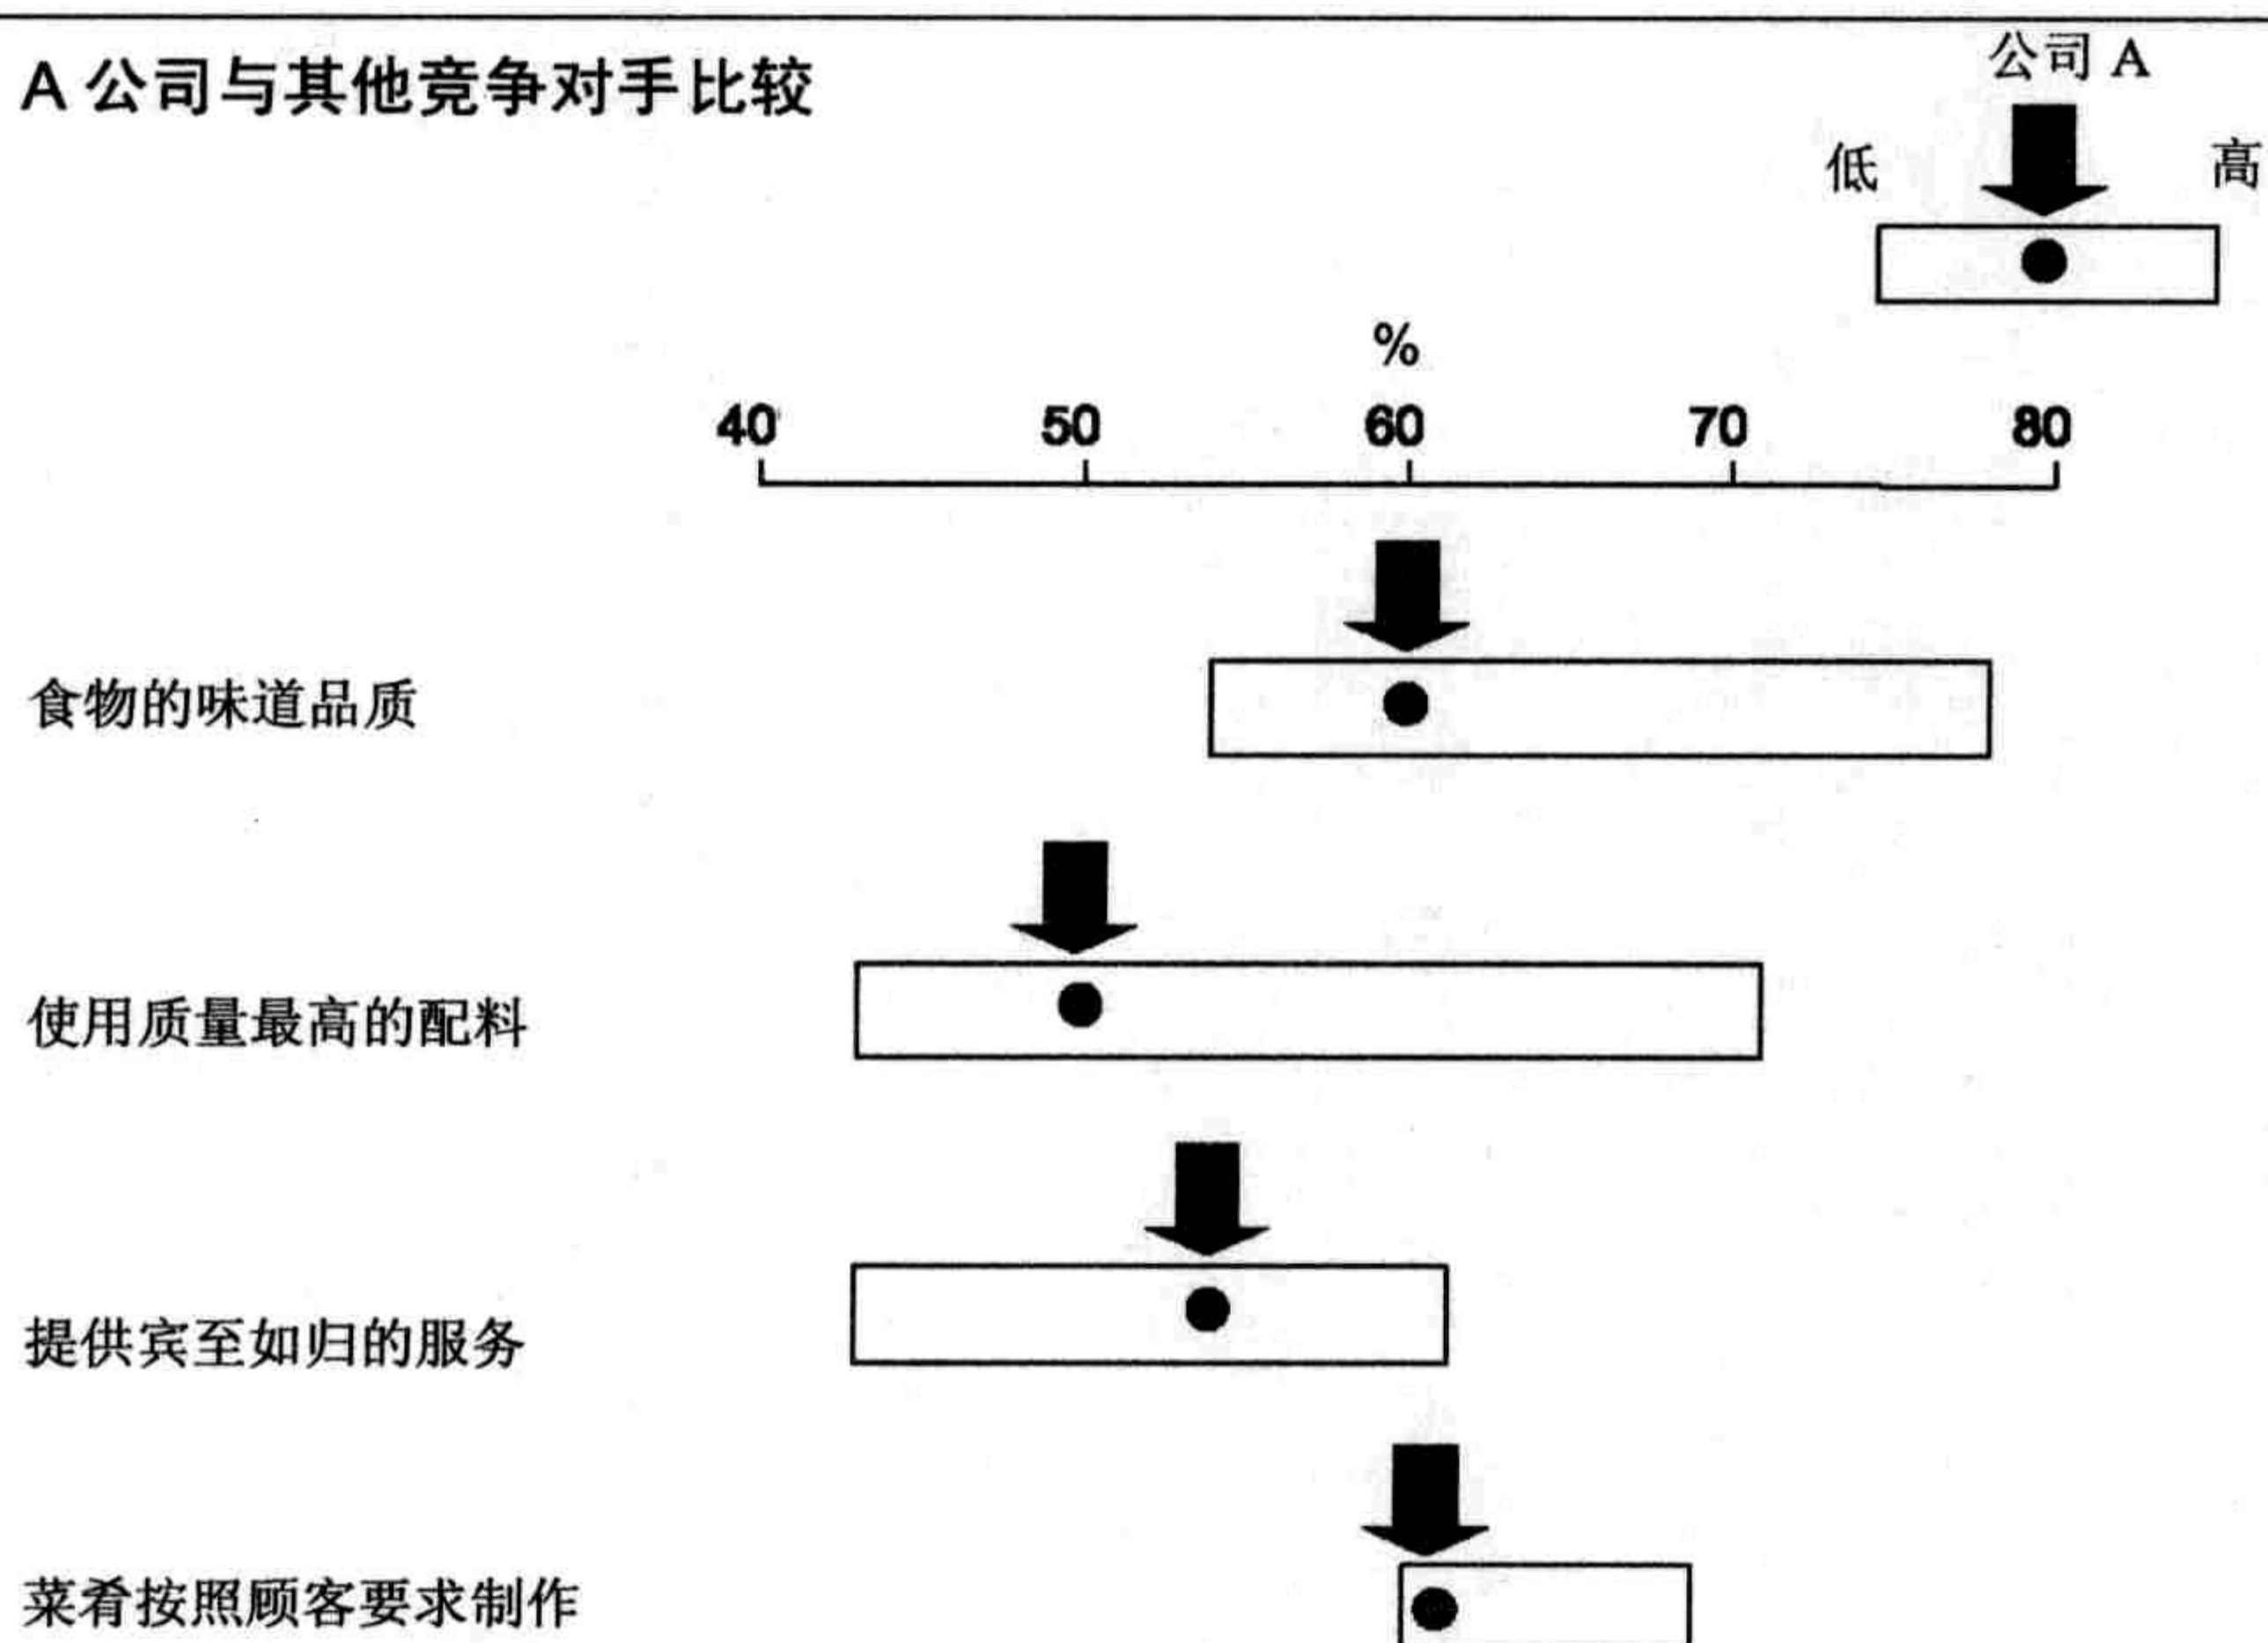 A 公司与其他竞争对手比较
公司 A
低 高
%
40 50 60 70 80
食物的味道品质
使用质量最高的配料
提供宾至如归的服务
菜肴按照顾客要求制作